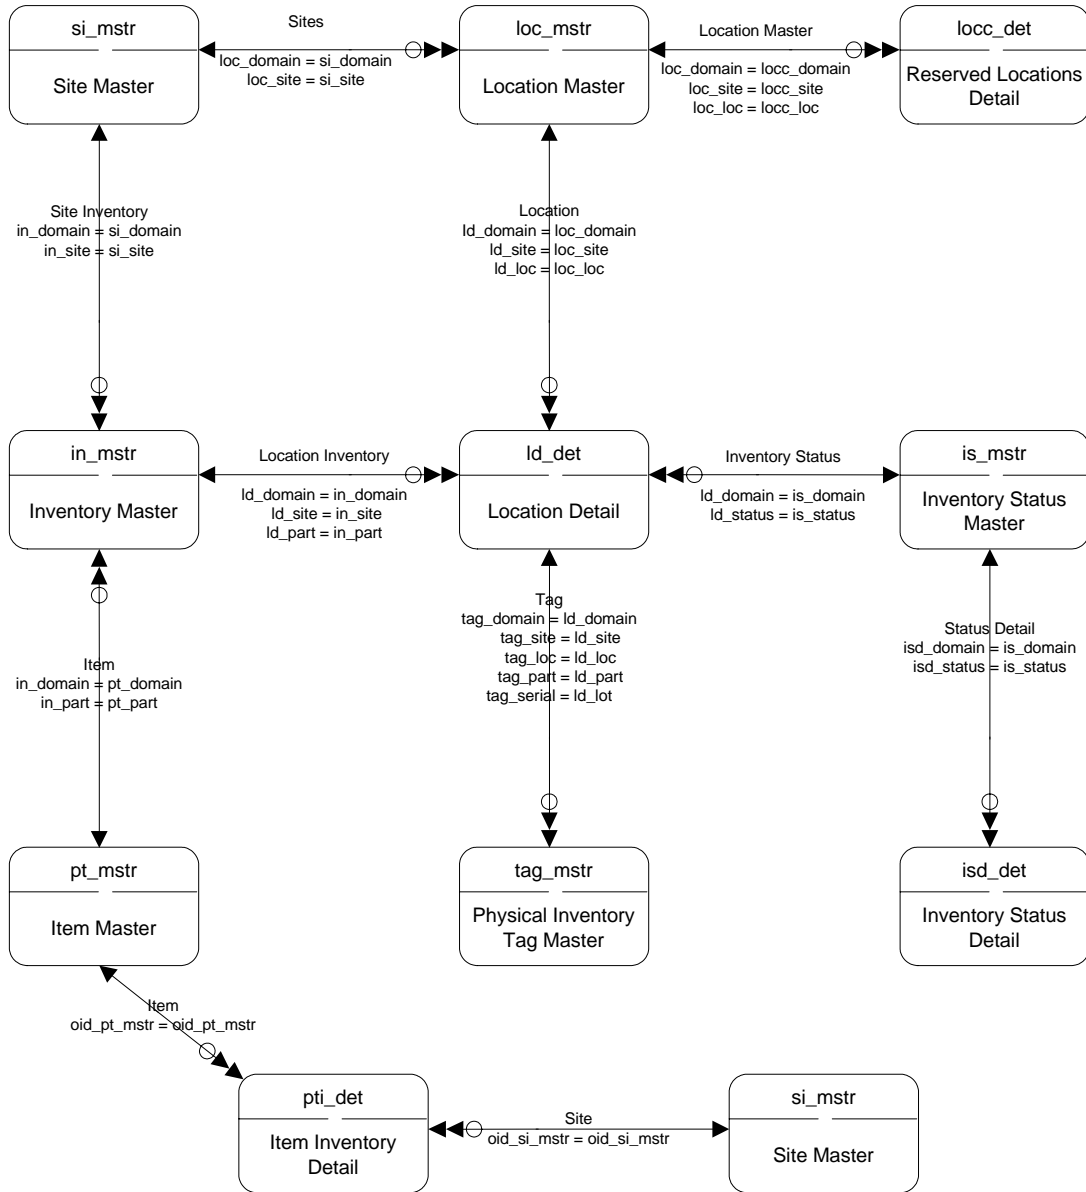 si_mstr
Site Master
Sites
loc_domain = si_domain
loc_site = si_site
loc_mstr
Location Master
Location Master
loc_domain = locc_domain
loc_site = locc_site
loc_loc = locc_loc
locc_det
Reserved Locations
Detail
Site Inventory
in_domain = si_domain
in_site = si_site
Location
ld_domain = loc_domain
ld_site = loc_site
ld_loc = loc_loc
in_mstr
Inventory Master
Location Inventory
ld_domain = in_domain
ld_site = in_site
ld_part = in_part
ld_det
Location Detail
Inventory Status
ld_domain = is_domain
ld_status = is_status
is_mstr
Inventory Status
Master
Item
in_domain = pt_domain
in_part = pt_part
Tag
tag_domain = ld_domain
tag_site = ld_site
tag_loc = ld_loc
tag_part = ld_part
tag_serial = ld_lot
Status Detail
isd_domain = is_domain
isd_status = is_status
pt_mstr
Item Master
tag_mstr
Physical Inventory
Tag Master
isd_det
Inventory Status
Detail
Item
oid_pt_mstr = oid_pt_mstr
pti_det
Item Inventory
Detail
Site
oid_si_mstr = oid_si_mstr
si_mstr
Site Master